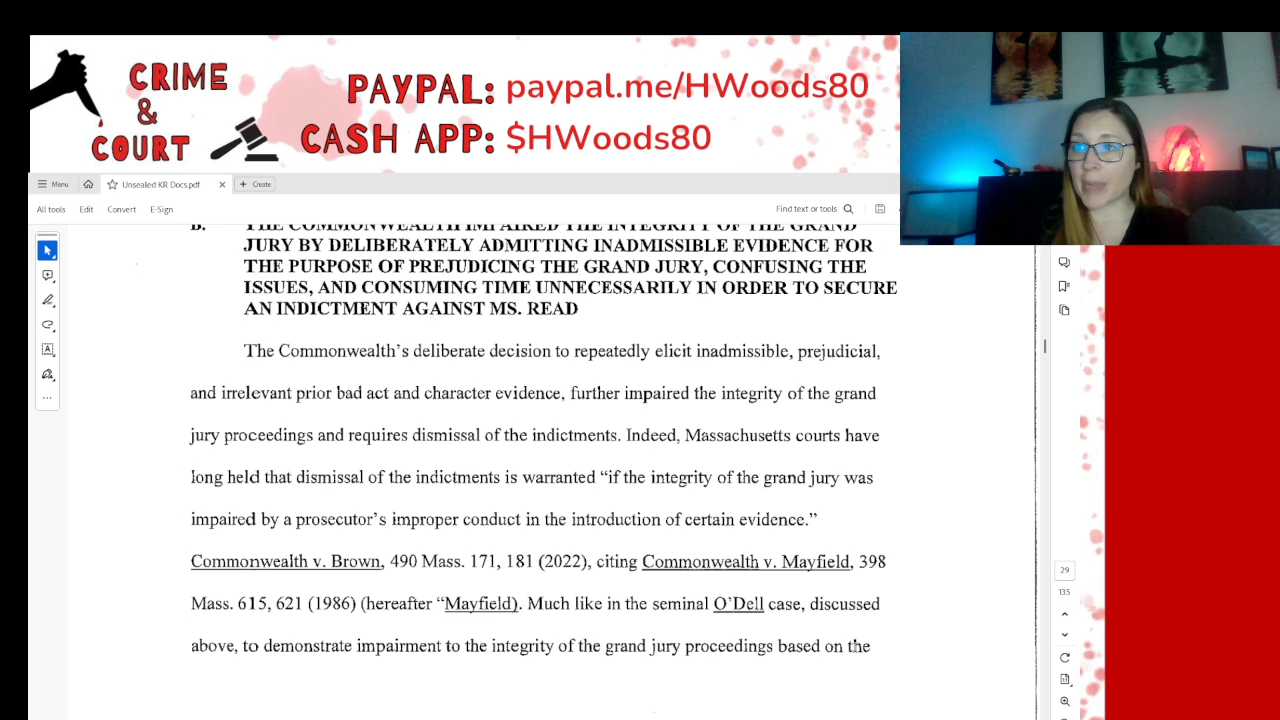 CRIME
&
COURT
PAYPAL: paypal.me/HWoods80
CASH APP: $HWoods80
Menu
Unsealed KR Docs.pdf
Create
All tools Edit Convert E-Sign
Find text or tools
B. THE COMMONWEALTH IMPAIRED THE INTEGRITY OF THE GRAND
JURY BY DELIBERATELY ADMITTING INADMISSIBLE EVIDENCE FOR
THE PURPOSE OF PREJUDICING THE GRAND JURY, CONFUSING THE
ISSUES, AND CONSUMING TIME UNNECESSARILY IN ORDER TO SECURE
AN INDICTMENT AGAINST MS. READ
The Commonwealth's deliberate decision to repeatedly elicit inadmissible, prejudicial,
and irrelevant prior bad act and character evidence, further impaired the integrity of the grand
jury proceedings and requires dismissal of the indictments. Indeed, Massachusetts courts have
long held that dismissal of the indictments is warranted “if the integrity of the grand jury was
impaired by a prosecutor's improper conduct in the introduction of certain evidence.”
Commonwealth v. Brown, 490 Mass. 171, 181 (2022), citing Commonwealth v. Mayfield, 398
Mass. 615, 621 (1986) (hereafter “Mayfield). Much like in the seminal O'Dell case, discussed
above, to demonstrate impairment to the integrity of the grand jury proceedings based on the
29
135